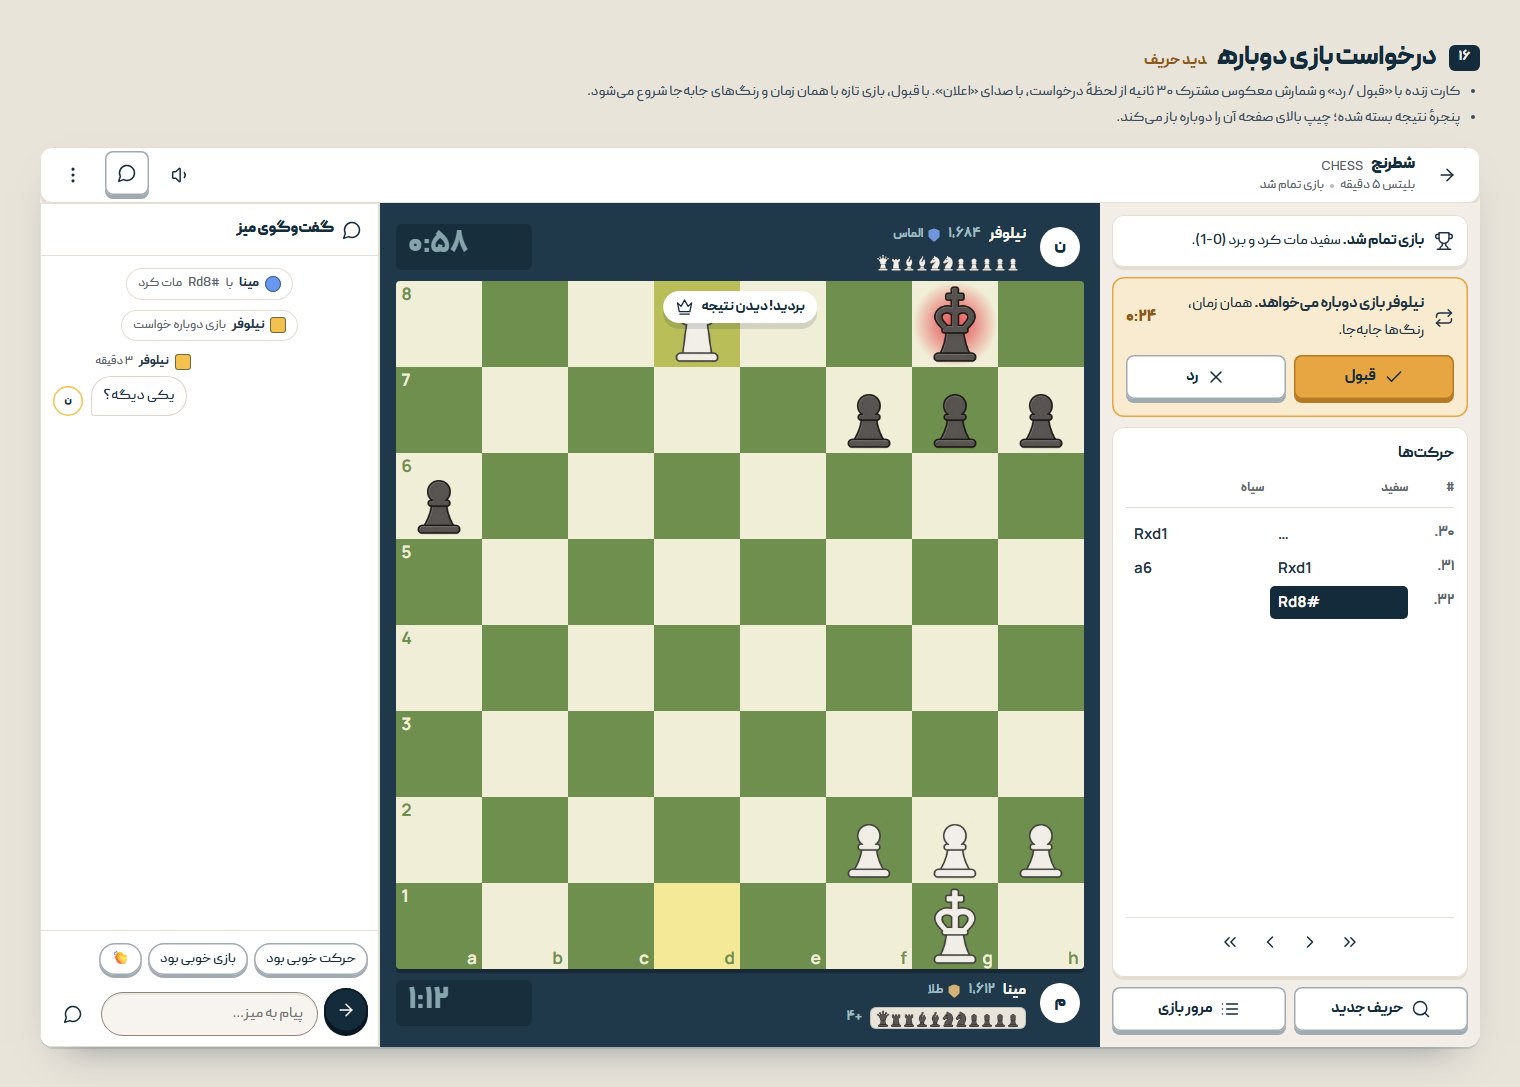 ۱۶ درخواست بازی دوباره دید حریف
• کارت زنده با «قبول / رد» و شمارش معکوس مشترک ۳۰ ثانیه از لحظهٔ درخواست، با صدای «اعلان». با قبول، بازی تازه با همان زمان و رنگ‌های جابه‌جا شروع می‌شود.
• پنجرهٔ نتیجه بسته شده؛ چیپ بالای صفحه آن را دوباره باز می‌کند.
شطرنج CHESS
بلیتس ۵ دقیقه • بازی تمام شد
بازی تمام شد. سفید مات کرد و برد (0-1).
نیلوفر بازی دوباره می‌خواهد. همان زمان،
رنگ‌ها جابه‌جا.
۰:۲۴
قبول
رد
حرکت‌ها
# سفید سیاه
۳۰. ... Rxd1
۳۱. Rxd1 a6
۳۲. Rd8#
حریف جدید
مرور بازی
ن
نیلوفر ۱,۶۸۴ الماس
۰:۵۸
بردید! دیدن نتیجه
8
7
6
5
4
3
2
1
a b c d e f g h
م
مینا ۱,۶۱۲ طلا
+۴
۱:۱۲
گفت‌وگوی میز
مینا با Rd8# مات کرد
نیلوفر بازی دوباره خواست
نیلوفر ۳ دقیقه
یکی دیگه؟
ن
حرکت خوبی بود
بازی خوبی بود
پیام به میز...